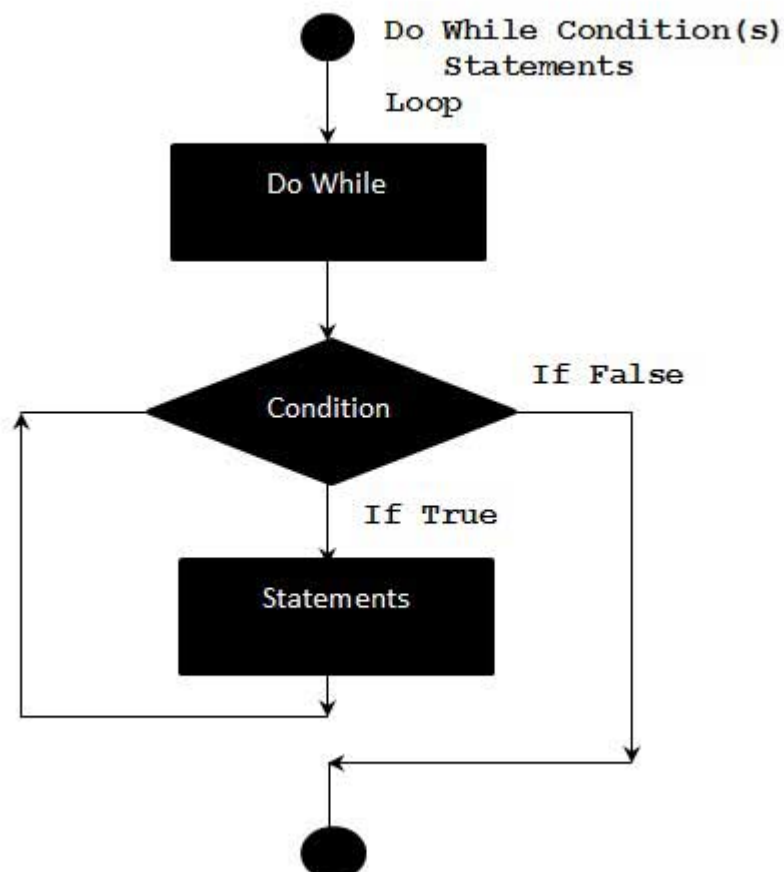 Do While Condition(s)
Statements
Loop
Do While
Condition
If False
If True
Statements